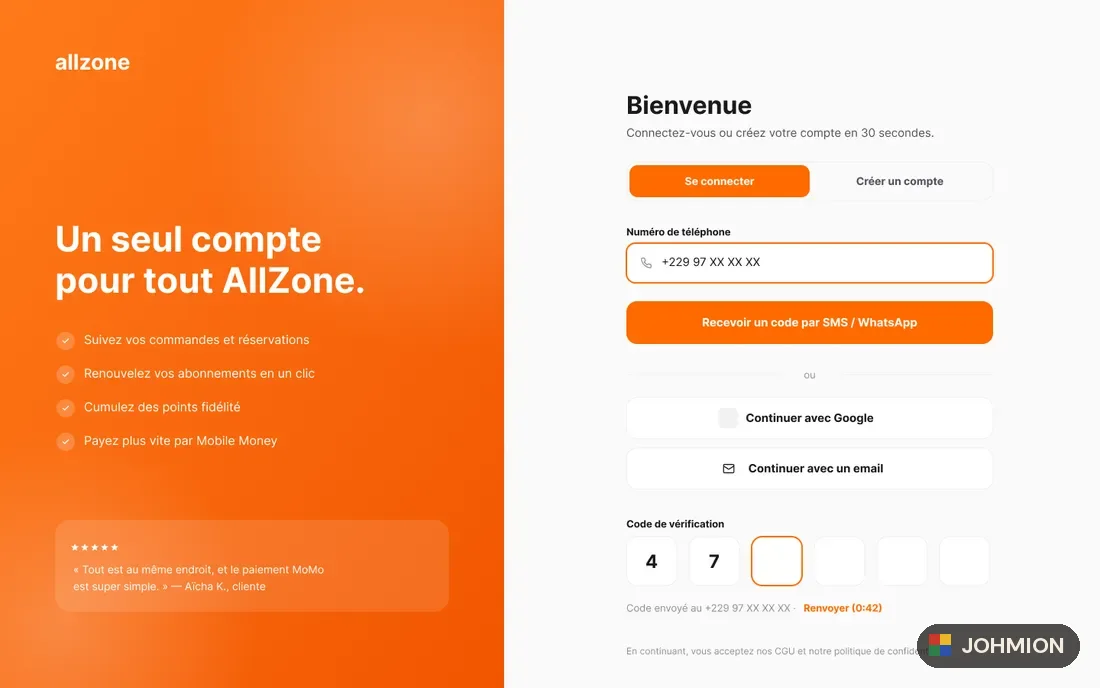 allzone
Un seul compte
pour tout AllZone.
Suivez vos commandes et réservations
Renouvelez vos abonnements en un clic
Cumulez des points fidélité
Payez plus vite par Mobile Money
« Tout est au même endroit, et le paiement MoMo
est super simple. » — Aïcha K., cliente
Bienvenue
Connectez-vous ou créez votre compte en 30 secondes.
Se connecter
Créer un compte
Numéro de téléphone
+229 97 XX XX XX
Recevoir un code par SMS / WhatsApp
ou
Continuer avec Google
Continuer avec un email
Code de vérification
4 7
Code envoyé au +229 97 XX XX XX · Renvoyer (0:42)
En continuant, vous acceptez nos CGU et notre politique de
JOHMION